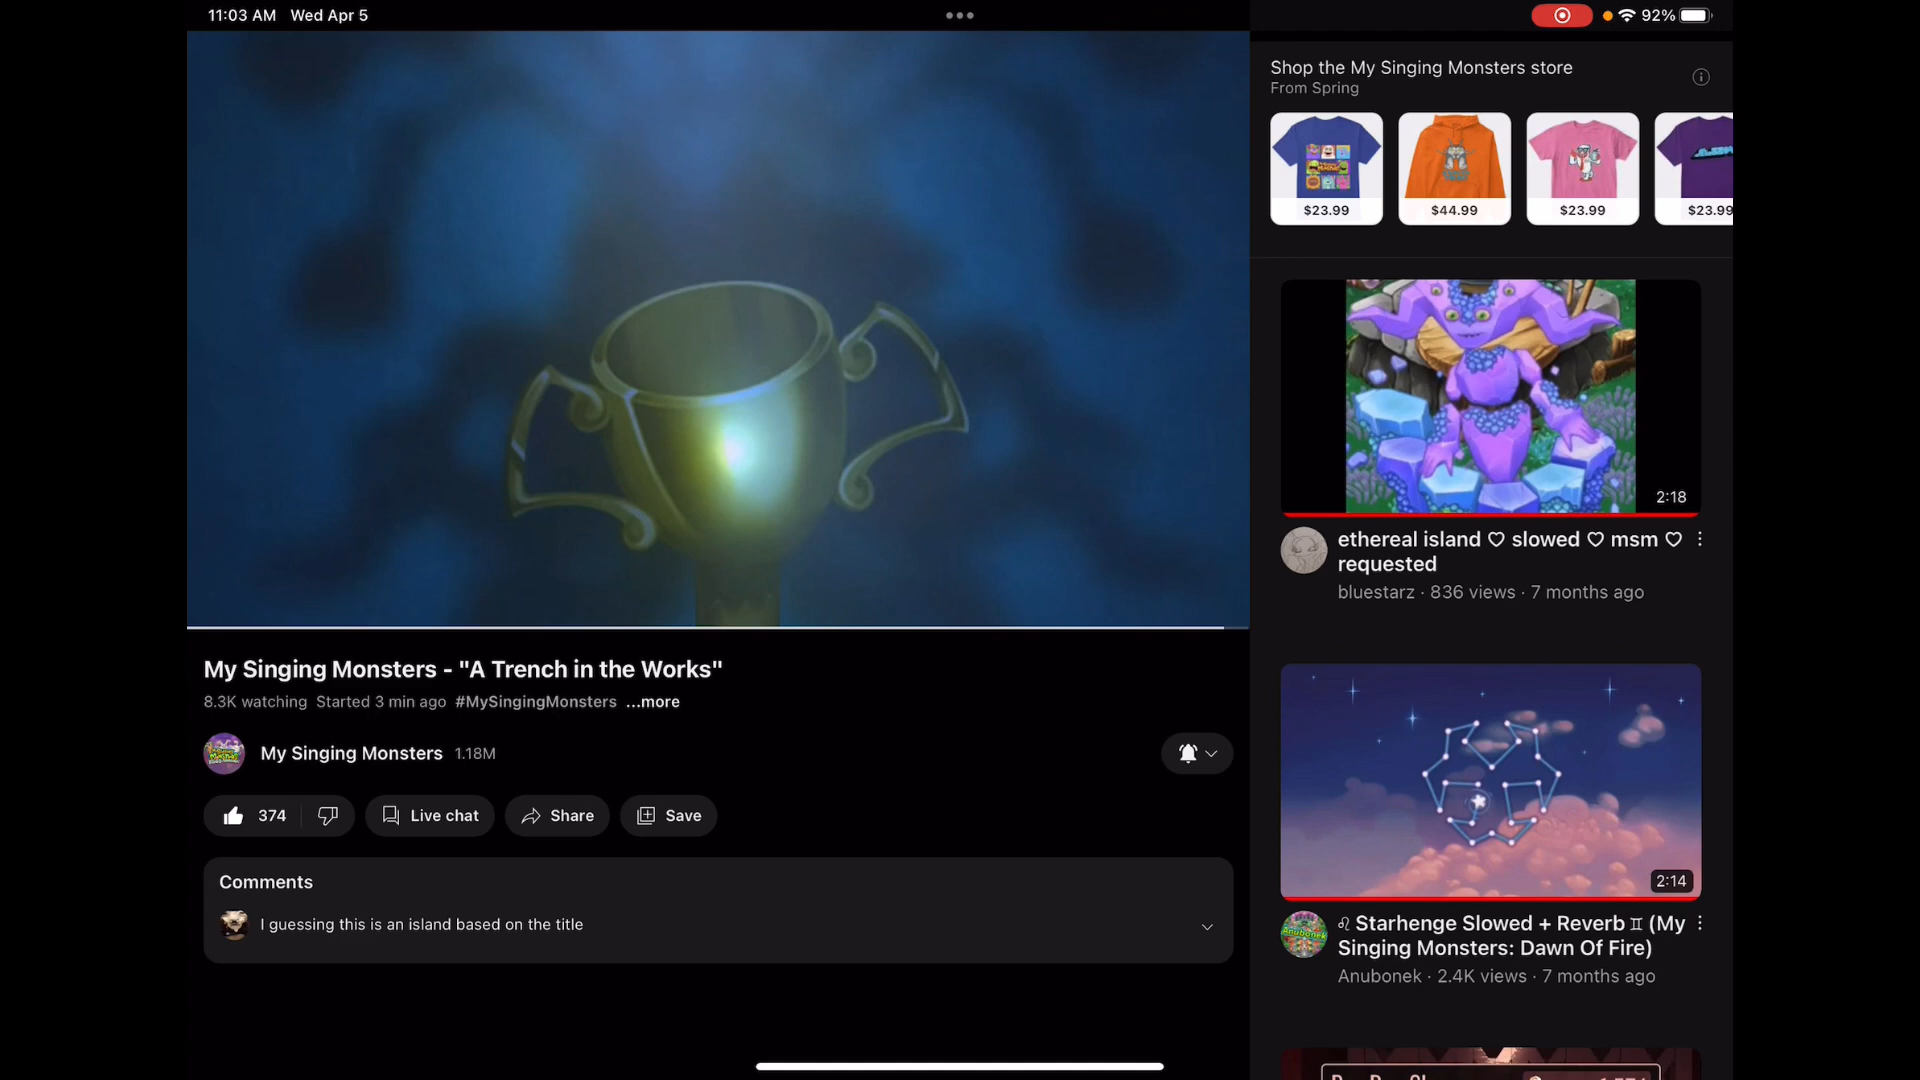 11:03 AM Wed Apr 5
92%
My Singing Monsters - "A Trench in the Works"
8.3K watching Started 3 min ago #MySingingMonsters ...more
My Singing Monsters 1.18M
374
Live chat
Share
Save
Comments
I guessing this is an island based on the title
Shop the My Singing Monsters store
From Spring
$23.99
$44.99
$23.99
$23.99
2:18
ethereal island ♡ slowed ♡ msm ♡
requested
bluestarz · 836 views · 7 months ago
2:14
♌︎ Starhenge Slowed + Reverb ♊︎ (My
Singing Monsters: Dawn Of Fire)
Anubonek · 2.4K views · 7 months ago